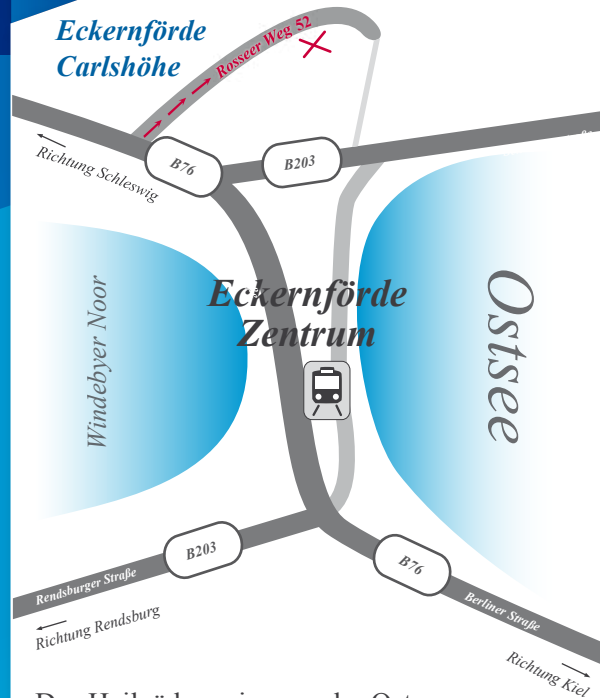 Eckernförde
Carlshöhe
Rosseer Weg 52
Richtung Schleswig
B76
B203
Windebyer Noor
Eckernförde
Zentrum
Ostsee
B203
B76
Rendsburger Straße
Berliner Straße
Richtung Rendsburg
Richtung Kiel